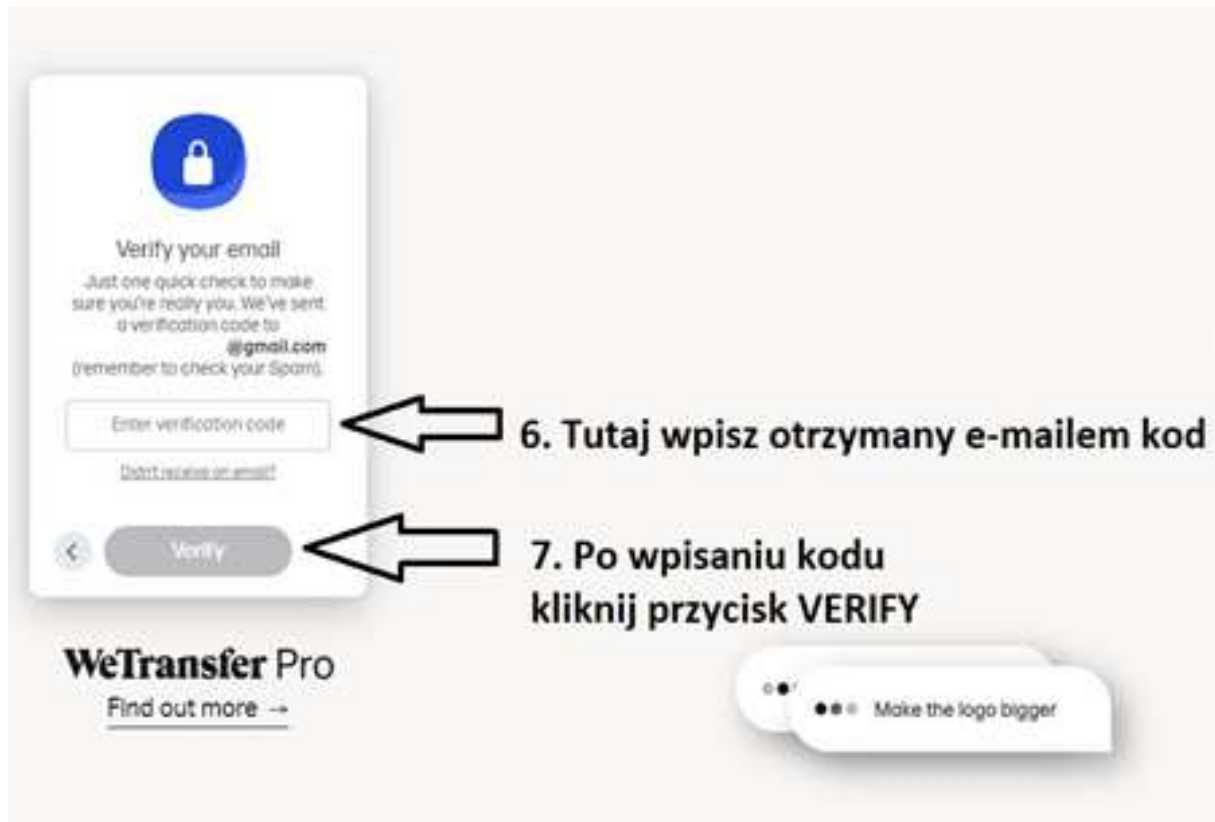 Verify your email
Just one quick check to make
sure you're really you. We've sent
a verification code to
@gmail.com
(remember to check your Spam).
Enter verification code
Didn't receive an email?
Verify
6. Tutaj wpisz otrzymany e-mailem kod
7. Po wpisaniu kodu
kliknij przycisk VERIFY
WeTransfer Pro
Find out more →
Make the logo bigger